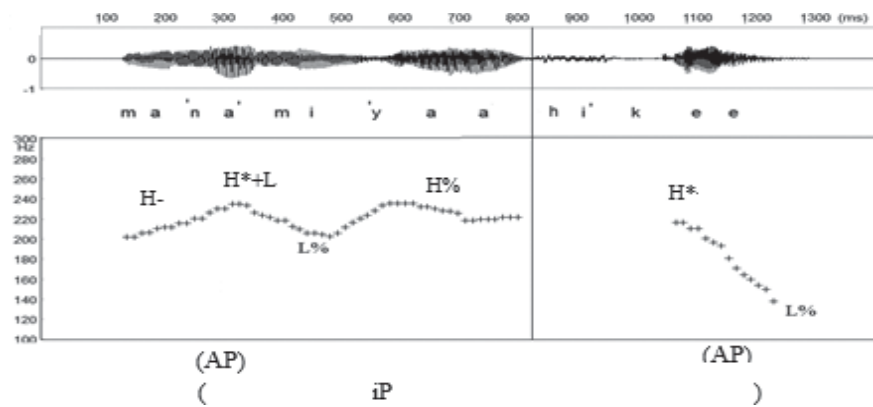 100 200 300 400 500 600 700 800 900 1000 1100 1200 1300 (ms)
0
-1
m a 'n a' m i 'y a a h i' k e e
300
Hz
280
260
240
220
200
180
160
140
120
100
H- H*+L L% H% H* L%
(AP) (AP)
( iP )